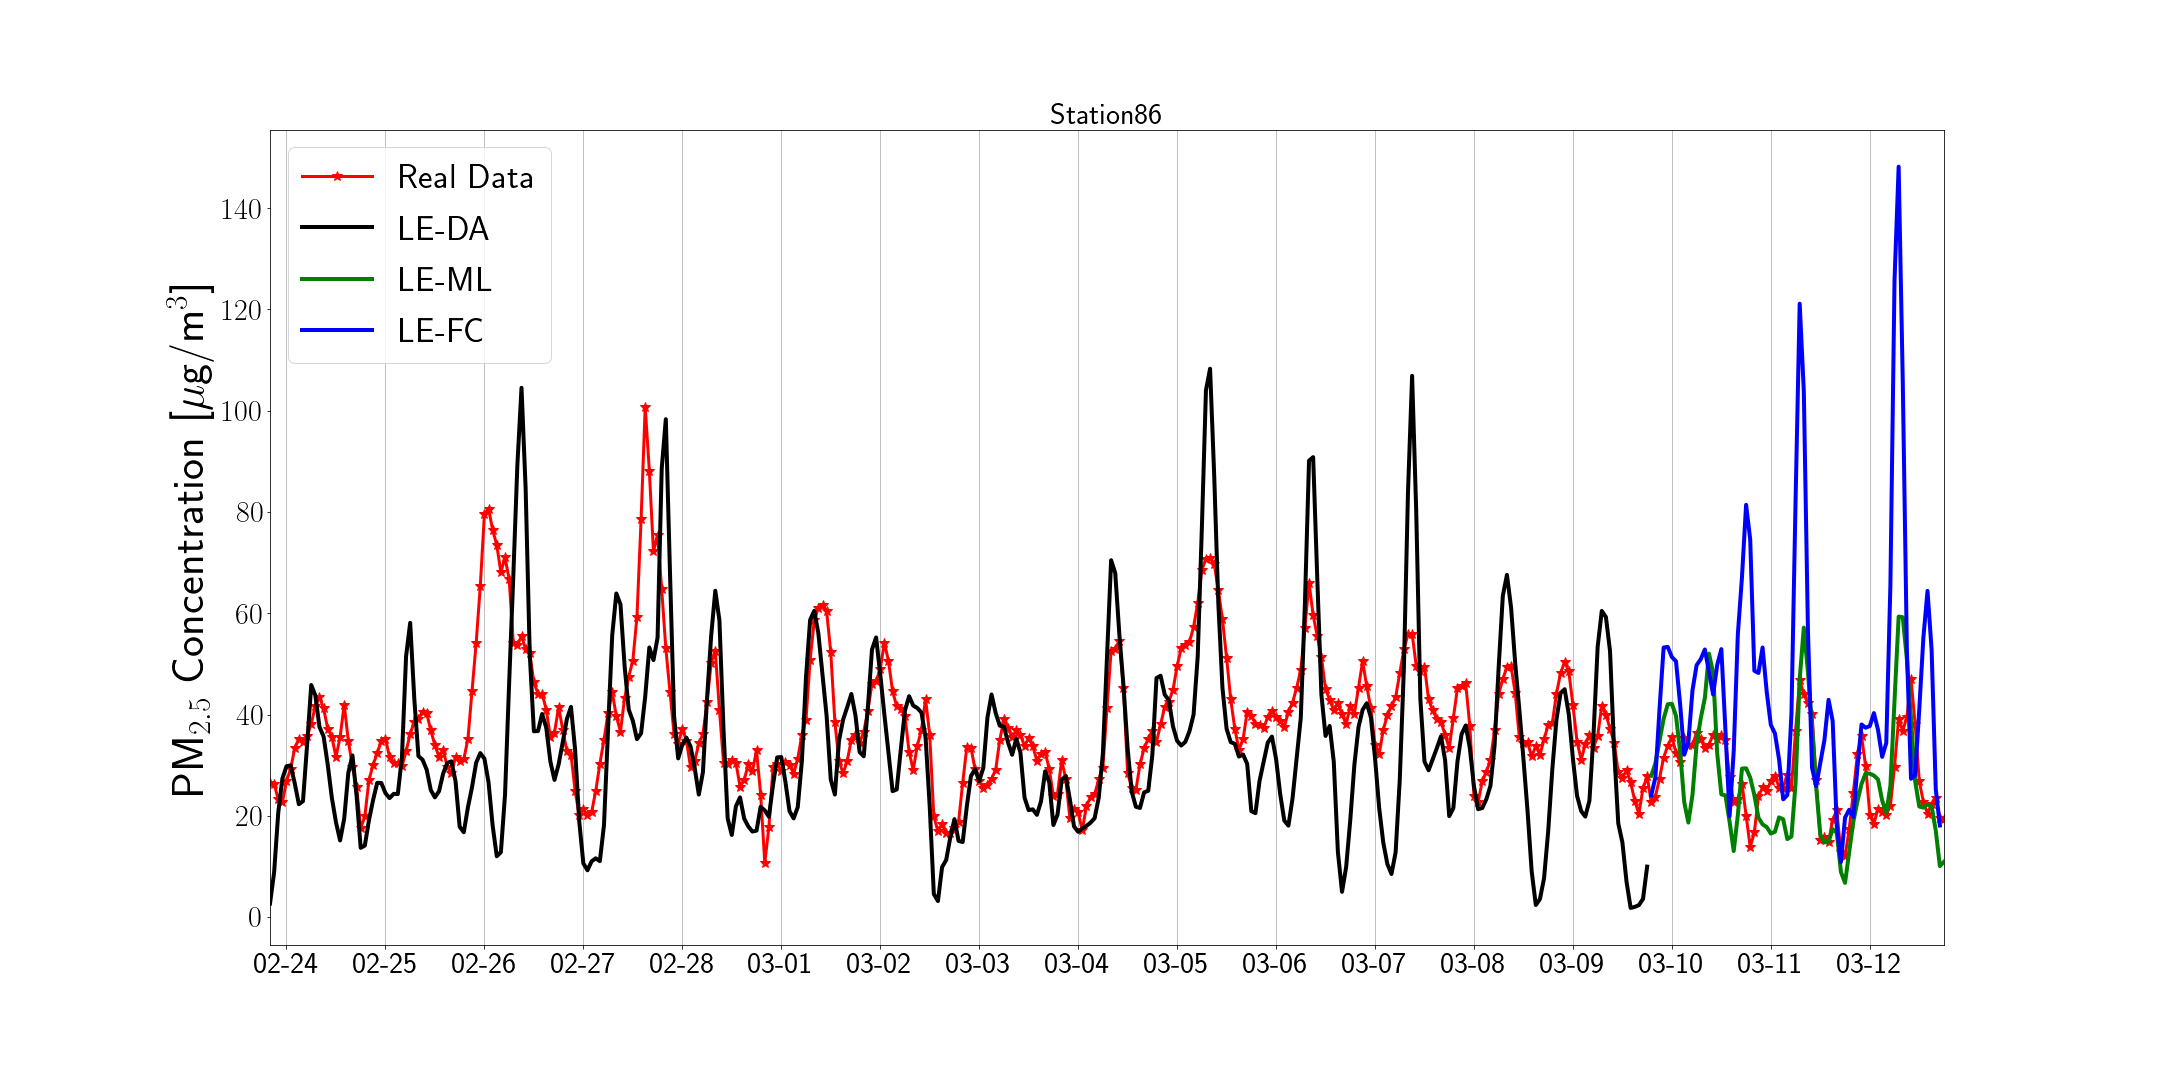 Station86
Real Data
LE-DA
LE-ML
LE-FC
PM₂.₅ Concentration [μg/m³]
140
120
100
80
60
40
20
0
02-24 02-25 02-26 02-27 02-28 03-01 03-02 03-03 03-04 03-05 03-06 03-07 03-08 03-09 03-10 03-11 03-12